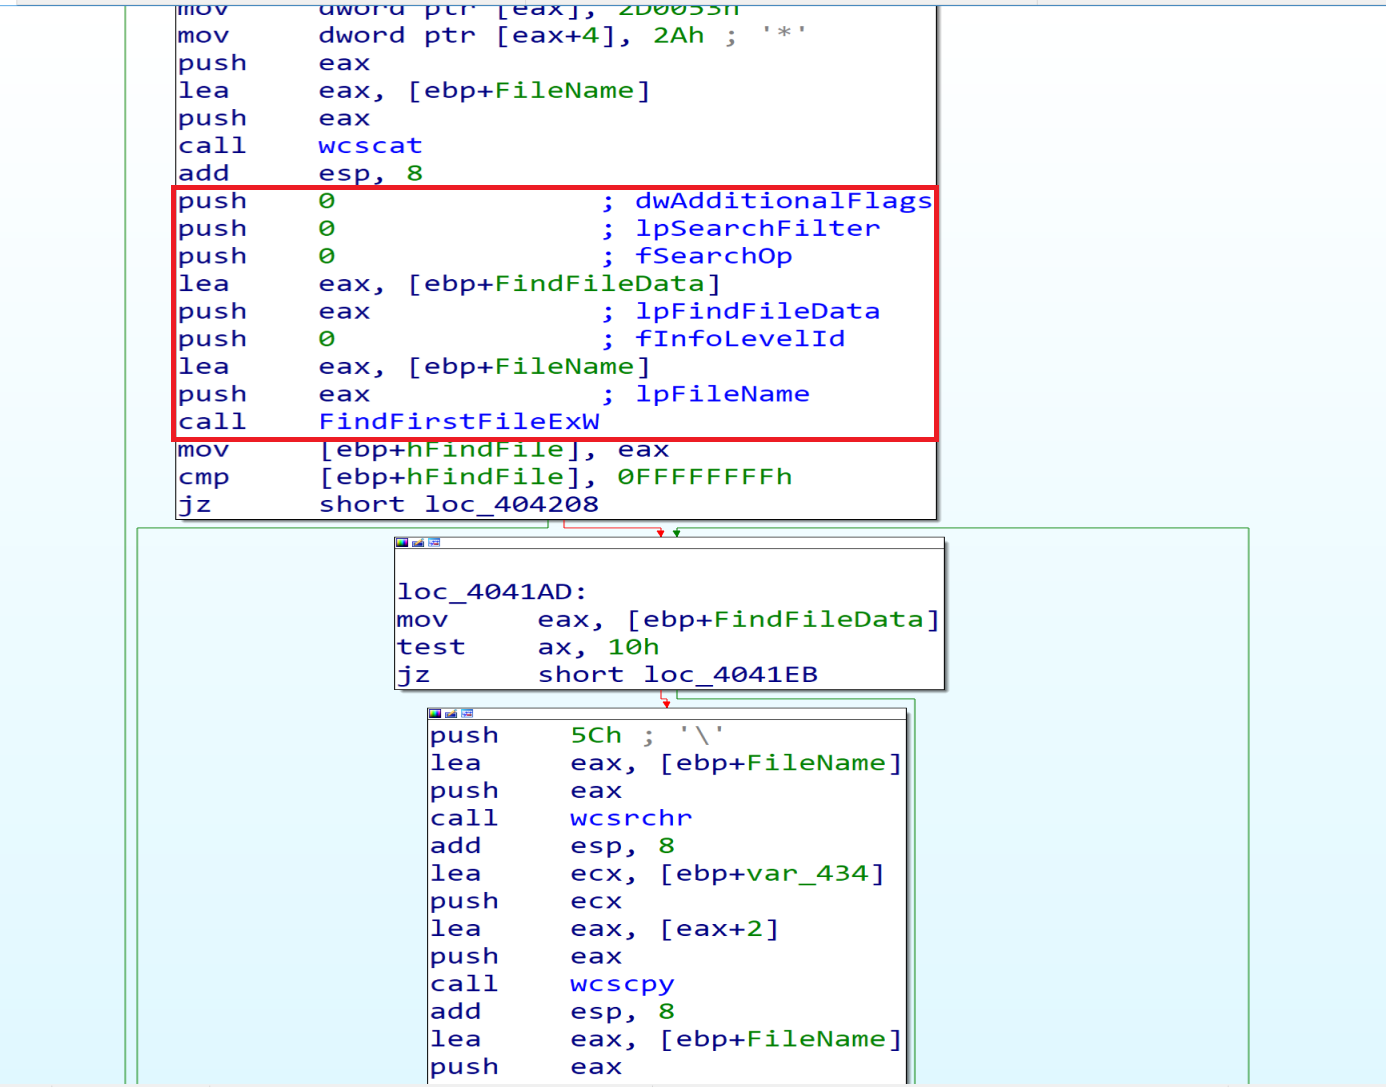 mov dword ptr [eax], 2D0053h
mov dword ptr [eax+4], 2Ah ; '*'
push eax
lea eax, [ebp+FileName]
push eax
call wcscat
add esp, 8
push 0 ; dwAdditionalFlags
push 0 ; lpSearchFilter
push 0 ; fSearchOp
lea eax, [ebp+FindFileData]
push eax ; lpFindFileData
push 0 ; fInfoLevelId
lea eax, [ebp+FileName]
push eax ; lpFileName
call FindFirstFileExW
mov [ebp+hFindFile], eax
cmp [ebp+hFindFile], 0FFFFFFFFh
jz short loc_404208
loc_4041AD:
mov eax, [ebp+FindFileData]
test ax, 10h
jz short loc_4041EB
push 5Ch ; '\'
lea eax, [ebp+FileName]
push eax
call wcsrchr
add esp, 8
lea ecx, [ebp+var_434]
push ecx
lea eax, [eax+2]
push eax
call wcscpy
add esp, 8
lea eax, [ebp+FileName]
push eax